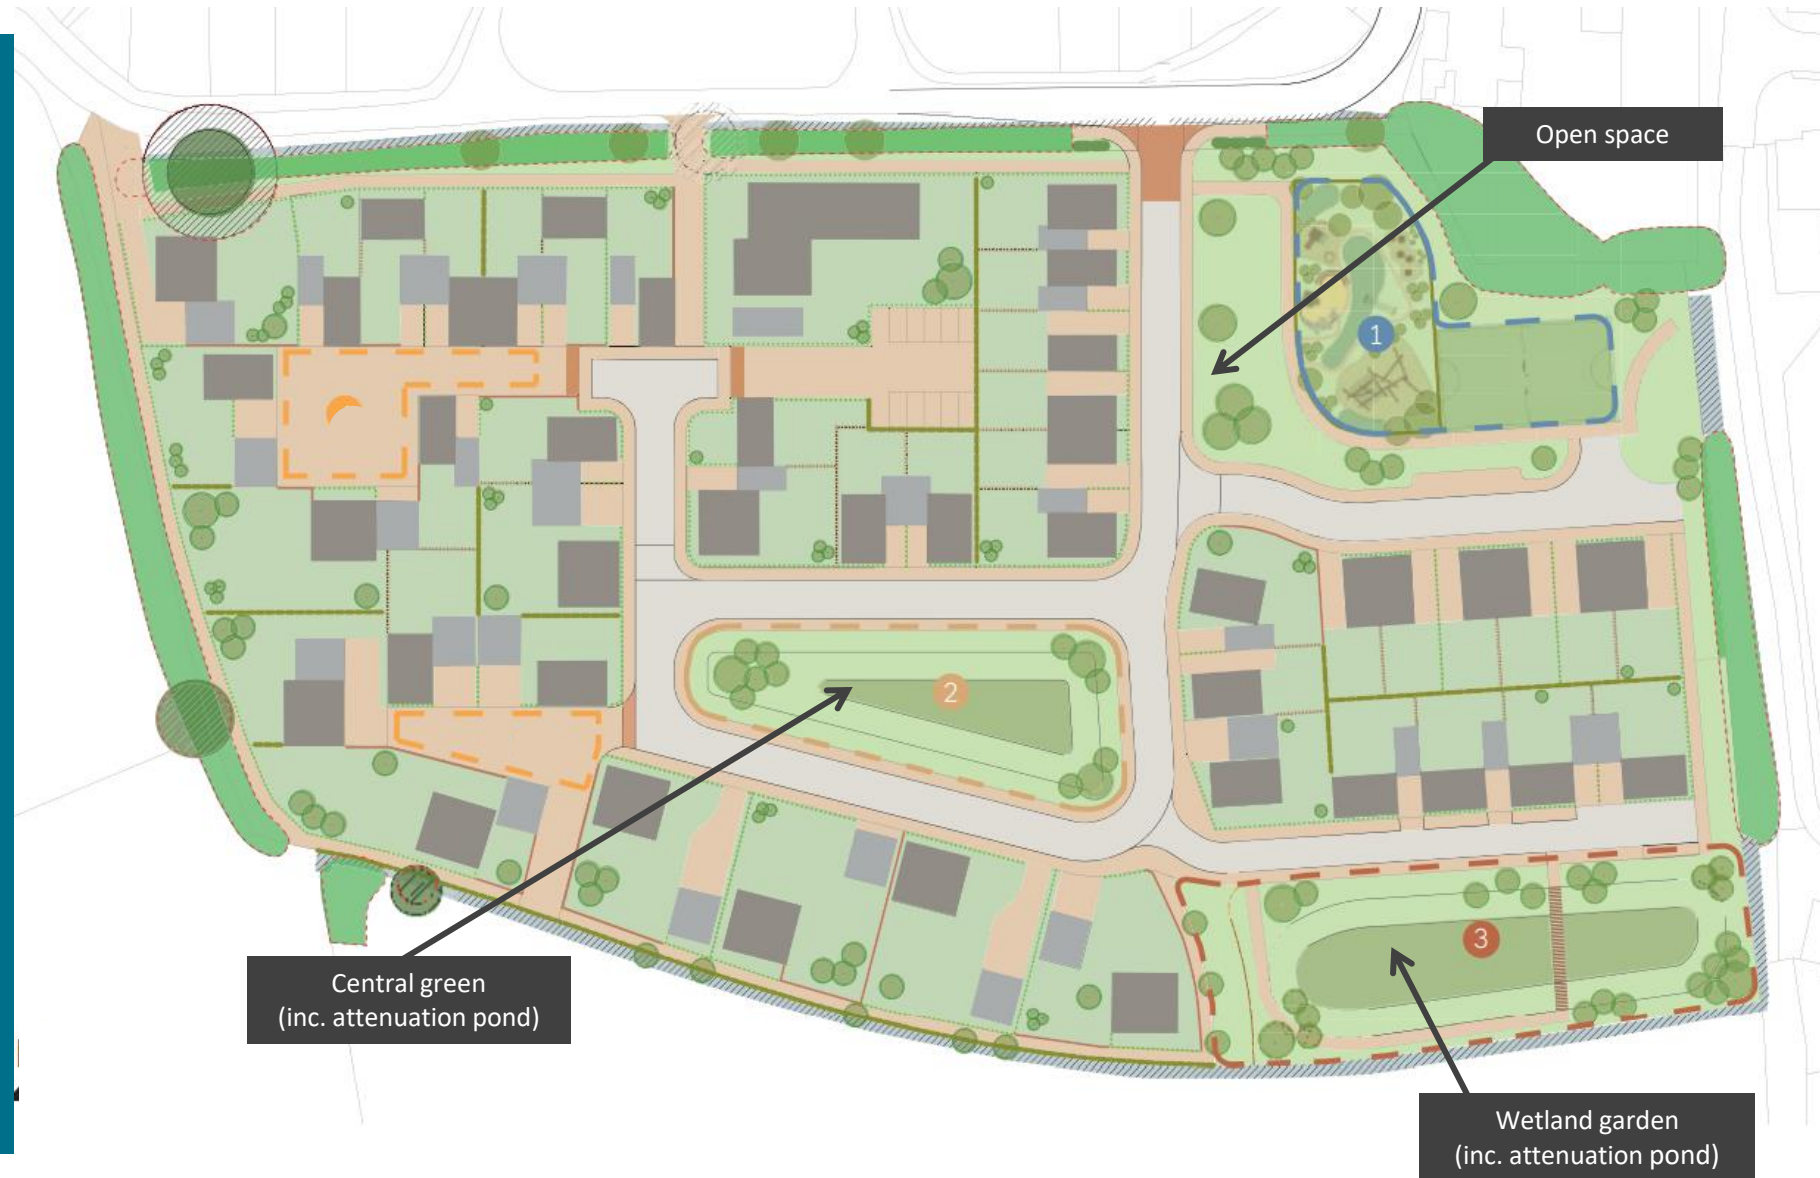 Open space
1
2
Central green
(inc. attenuation pond)
3
Wetland garden
(inc. attenuation pond)